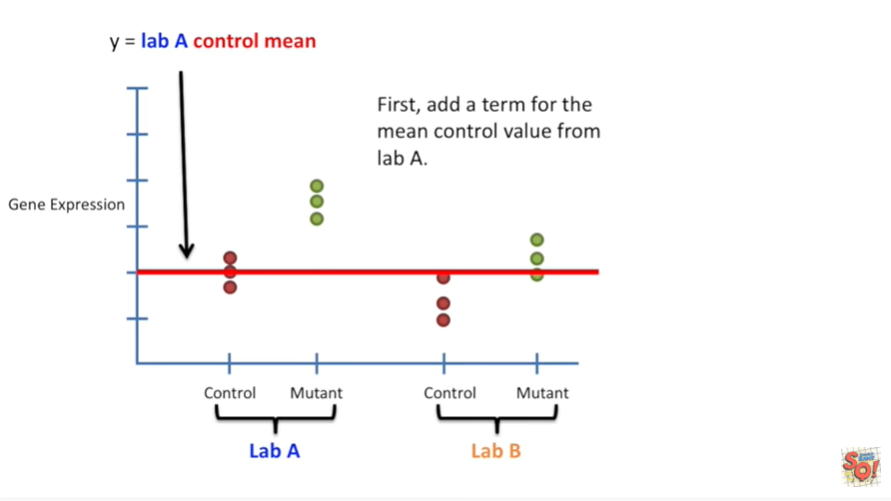 y = lab A control mean
First, add a term for the
mean control value from
lab A.
Gene Expression
Control Mutant Control Mutant
Lab A Lab B
SO!